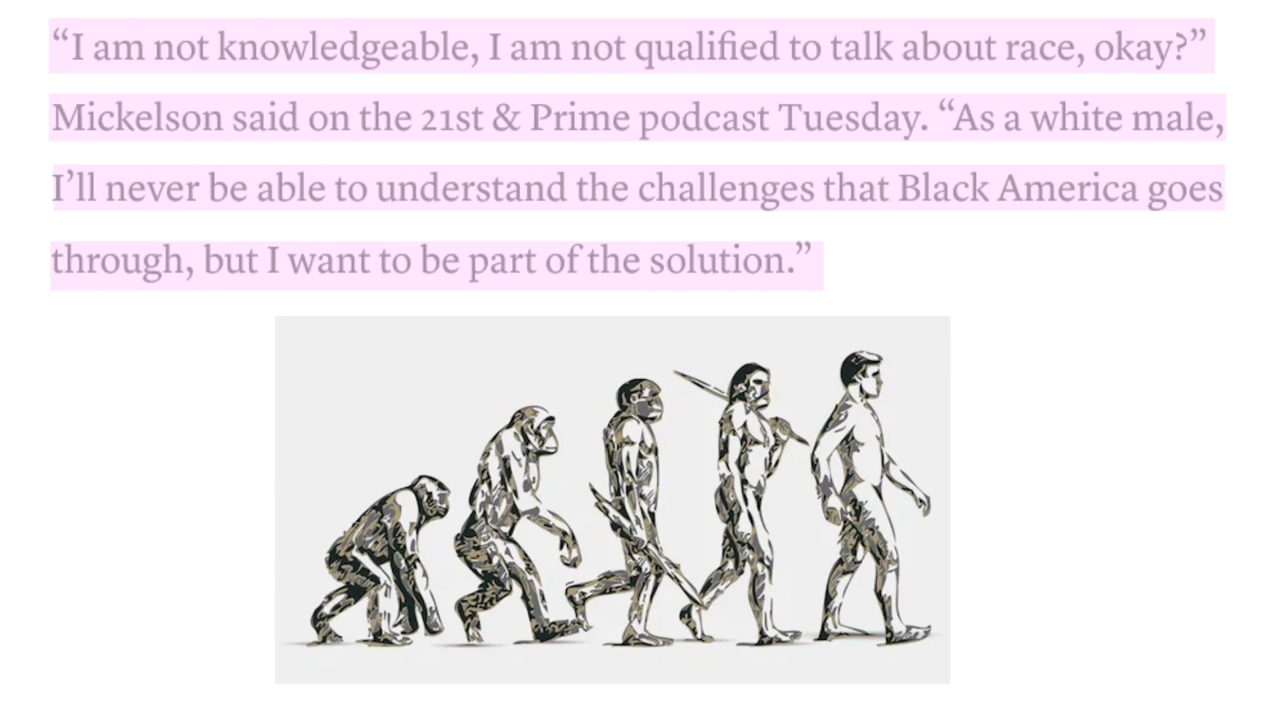 “I am not knowledgeable, I am not qualified to talk about race, okay?”
Mickelson said on the 21st & Prime podcast Tuesday. “As a white male,
I’ll never be able to understand the challenges that Black America goes
through, but I want to be part of the solution.”